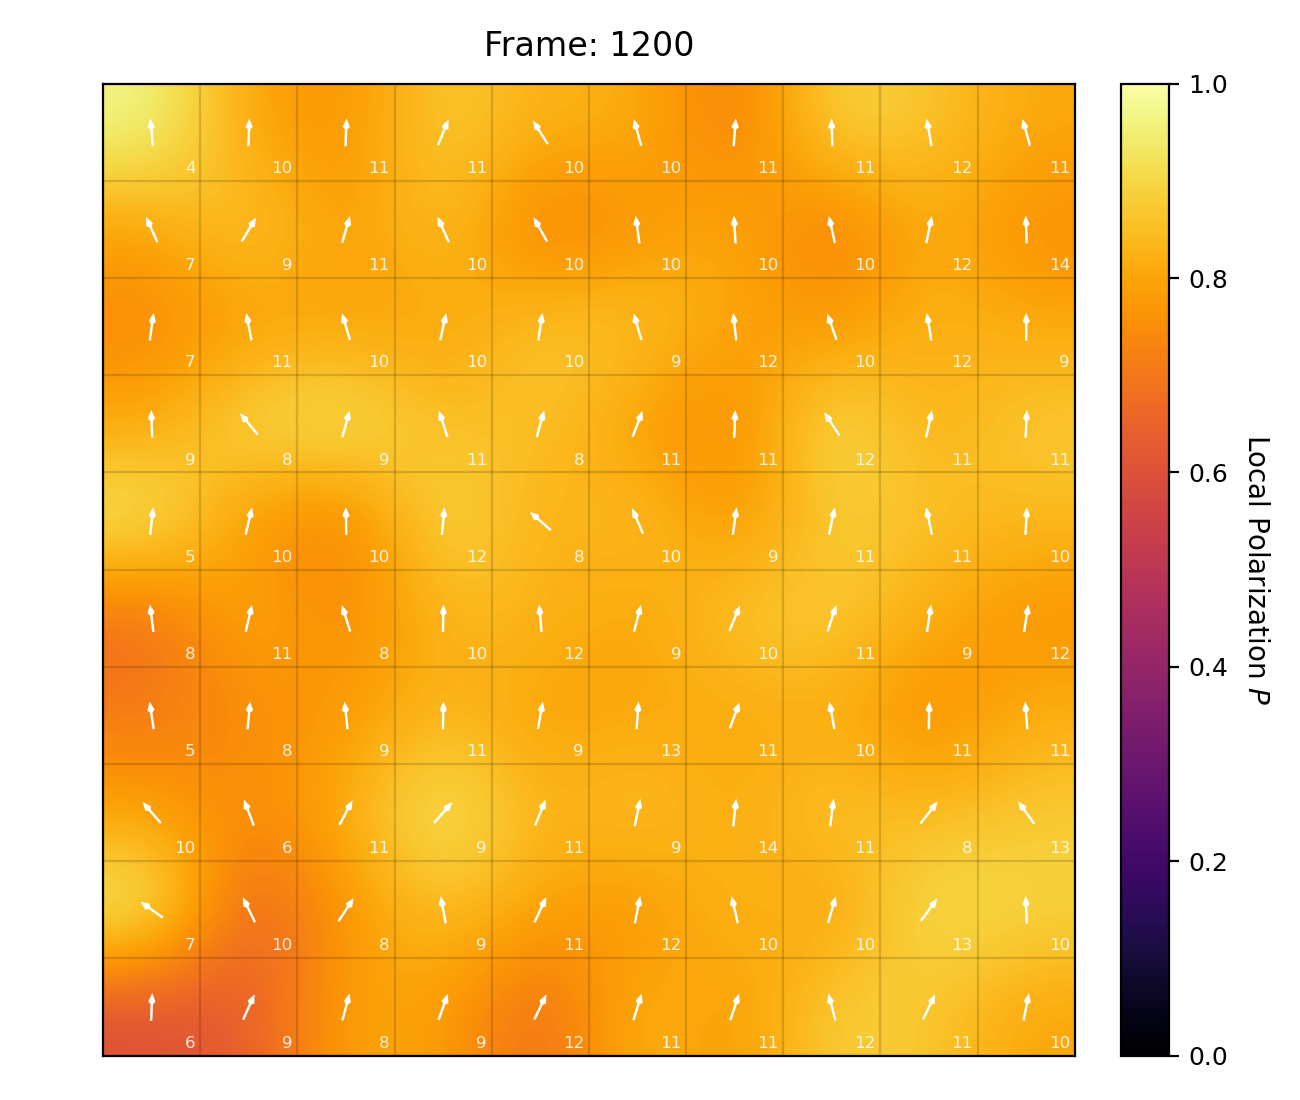 Frame: 1200
4 10 11 11 10 10 11 11 12 11
7 9 11 10 10 10 10 10 12 14
7 11 10 10 10 9 12 10 12 9
9 8 9 11 8 11 11 12 11 11
5 10 10 12 8 10 9 11 11 10
8 11 8 10 12 9 10 11 9 12
5 8 9 11 9 13 11 10 11 11
10 6 11 9 11 9 14 11 8 13
7 10 8 9 11 12 10 10 13 10
6 9 8 9 12 11 11 12 11 10
1.0
0.8
0.6
0.4
0.2
0.0
Local Polarization P